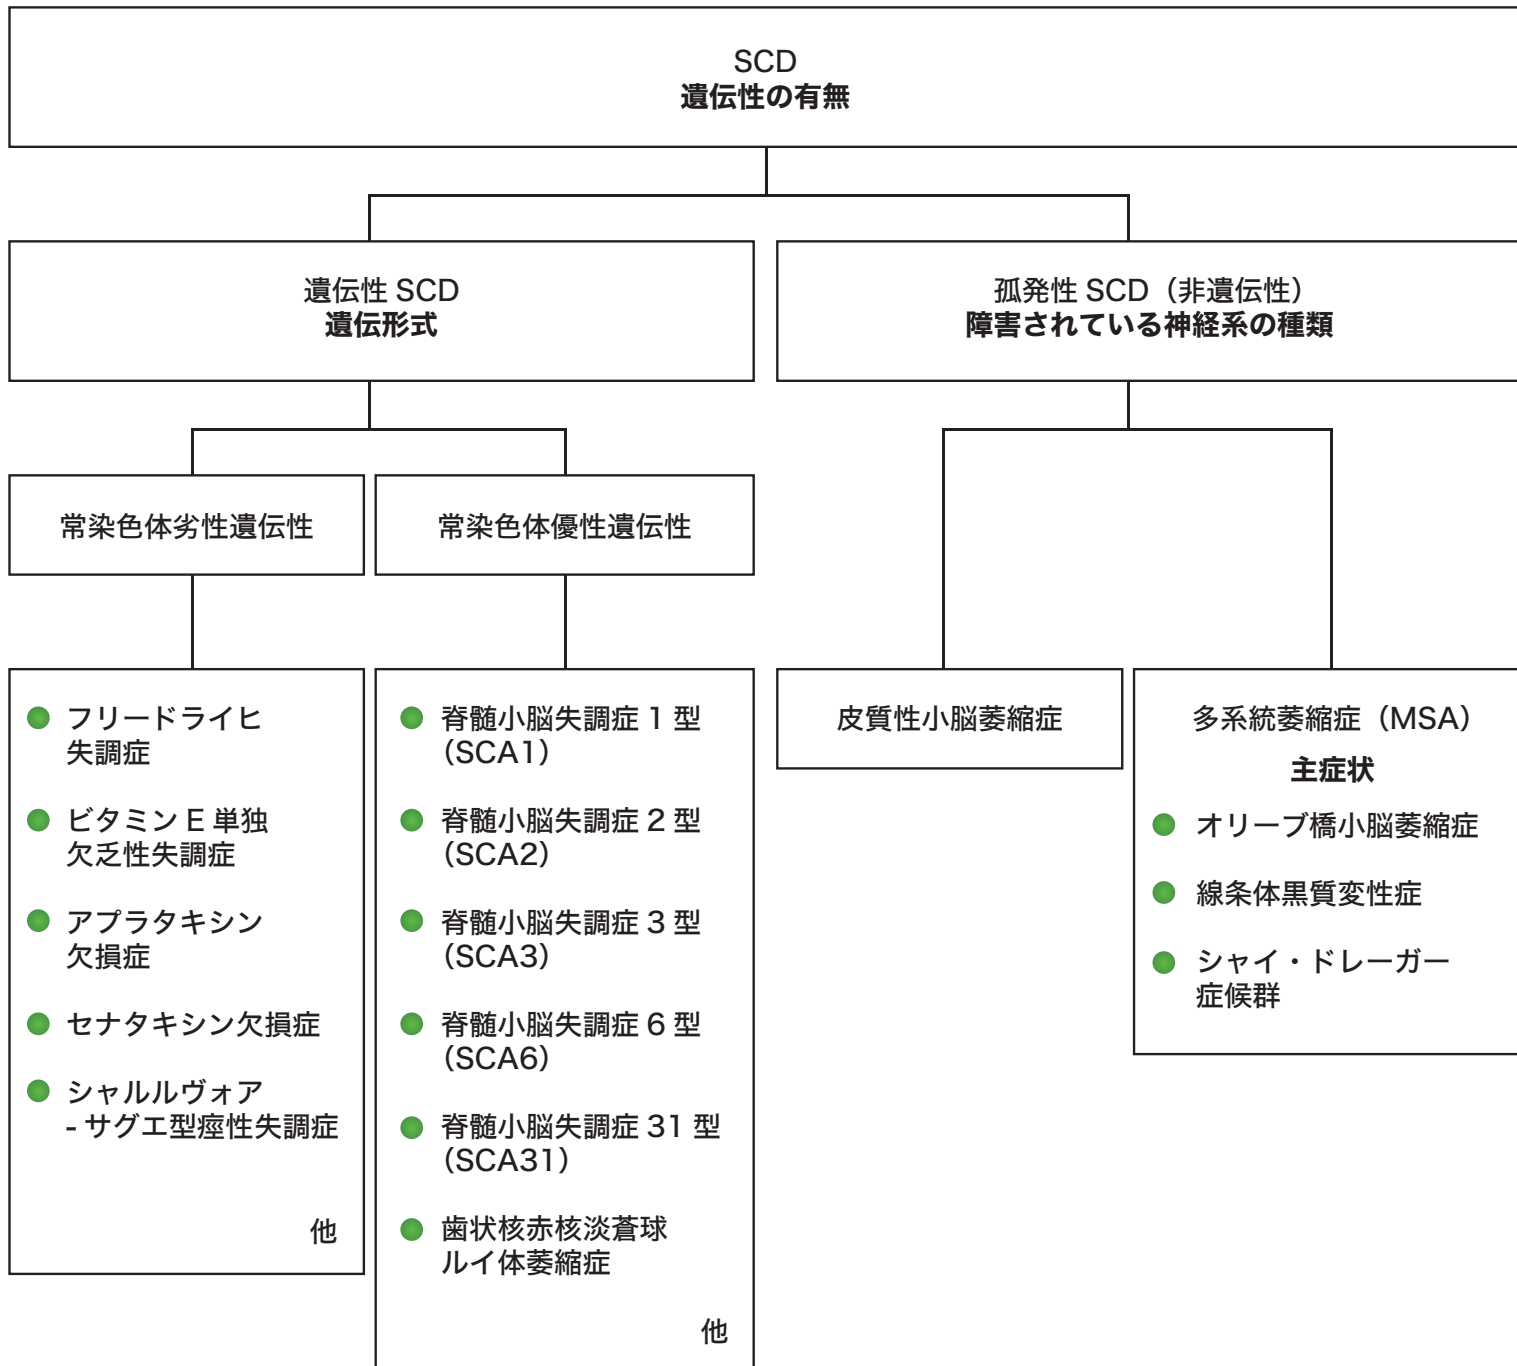 SCD
遺伝性の有無
遺伝性 SCD
遺伝形式
孤発性 SCD（非遺伝性）
障害されている神経系の種類
常染色体劣性遺伝性
常染色体優性遺伝性
フリードライヒ
失調症
ビタミン E 単独
欠乏性失調症
アプラタキシン
欠損症
セナタキシン欠損症
シャルルヴォア
- サグエ型痙性失調症
他
脊髄小脳失調症 1 型
（SCA1）
脊髄小脳失調症 2 型
（SCA2）
脊髄小脳失調症 3 型
（SCA3）
脊髄小脳失調症 6 型
（SCA6）
脊髄小脳失調症 31 型
（SCA31）
歯状核赤核淡蒼球
ルイ体萎縮症
他
皮質性小脳萎縮症
多系統萎縮症（MSA）
主症状
オリーブ橋小脳萎縮症
線条体黒質変性症
シャイ・ドレーガー
症候群